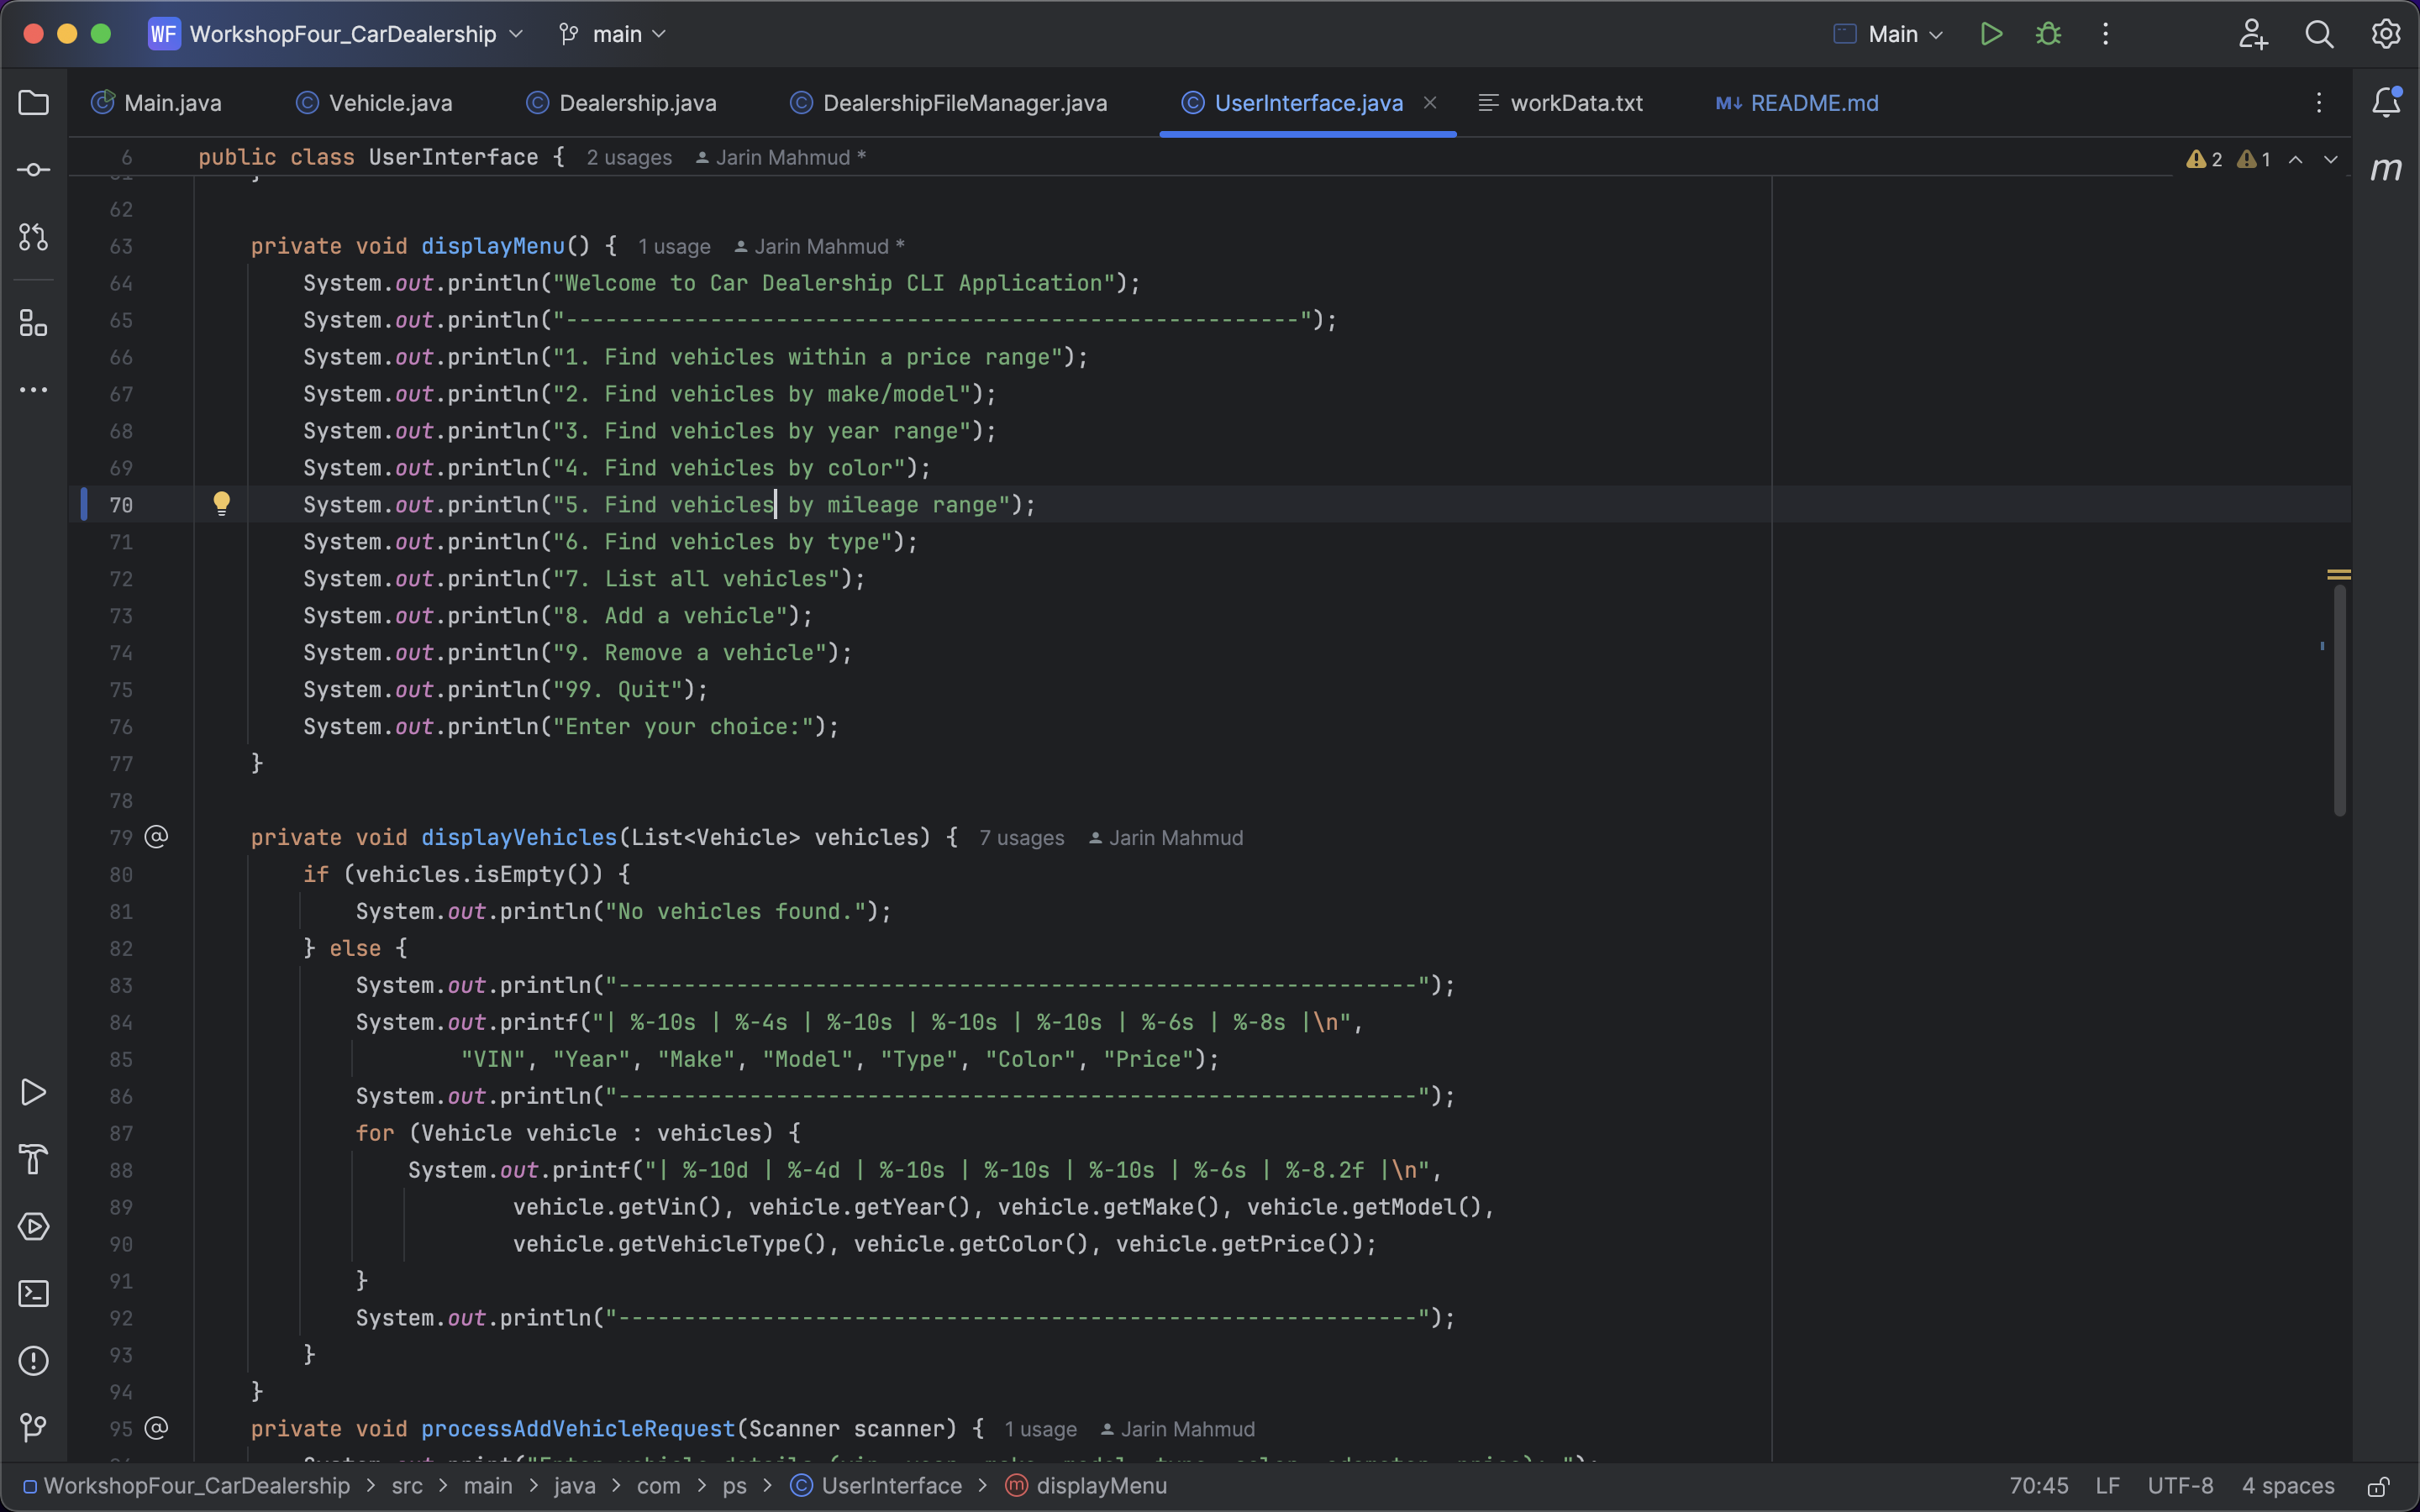 WF WorkshopFour_CarDealership main Main
Main.java Vehicle.java Dealership.java DealershipFileManager.java UserInterface.java workData.txt M↓ README.md
6 public class UserInterface { 2 usages Jarin Mahmud * 2 1 m
62
63 private void displayMenu() { 1 usage Jarin Mahmud *
64 System.out.println("Welcome to Car Dealership CLI Application");
65 System.out.println("--------------------------------------------------------");
66 System.out.println("1. Find vehicles within a price range");
67 System.out.println("2. Find vehicles by make/model");
68 System.out.println("3. Find vehicles by year range");
69 System.out.println("4. Find vehicles by color");
70 System.out.println("5. Find vehicles by mileage range");
71 System.out.println("6. Find vehicles by type");
72 System.out.println("7. List all vehicles");
73 System.out.println("8. Add a vehicle");
74 System.out.println("9. Remove a vehicle");
75 System.out.println("99. Quit");
76 System.out.println("Enter your choice:");
77 }
78
79 @ private void displayVehicles(List<Vehicle> vehicles) { 7 usages Jarin Mahmud
80 if (vehicles.isEmpty()) {
81 System.out.println("No vehicles found.");
82 } else {
83 System.out.println("-------------------------------------------------------------");
84 System.out.printf("| %-10s | %-4s | %-10s | %-10s | %-10s | %-6s | %-8s |\n",
85 "VIN", "Year", "Make", "Model", "Type", "Color", "Price");
86 System.out.println("-------------------------------------------------------------");
87 for (Vehicle vehicle : vehicles) {
88 System.out.printf("| %-10d | %-4d | %-10s | %-10s | %-10s | %-6s | %-8.2f |\n",
89 vehicle.getVin(), vehicle.getYear(), vehicle.getMake(), vehicle.getModel(),
90 vehicle.getVehicleType(), vehicle.getColor(), vehicle.getPrice());
91 }
92 System.out.println("-------------------------------------------------------------");
93 }
94 }
95 @ private void processAddVehicleRequest(Scanner scanner) { 1 usage Jarin Mahmud
WorkshopFour_CarDealership > src > main > java > com > ps > UserInterface > displayMenu 70:45 LF UTF-8 4 spaces